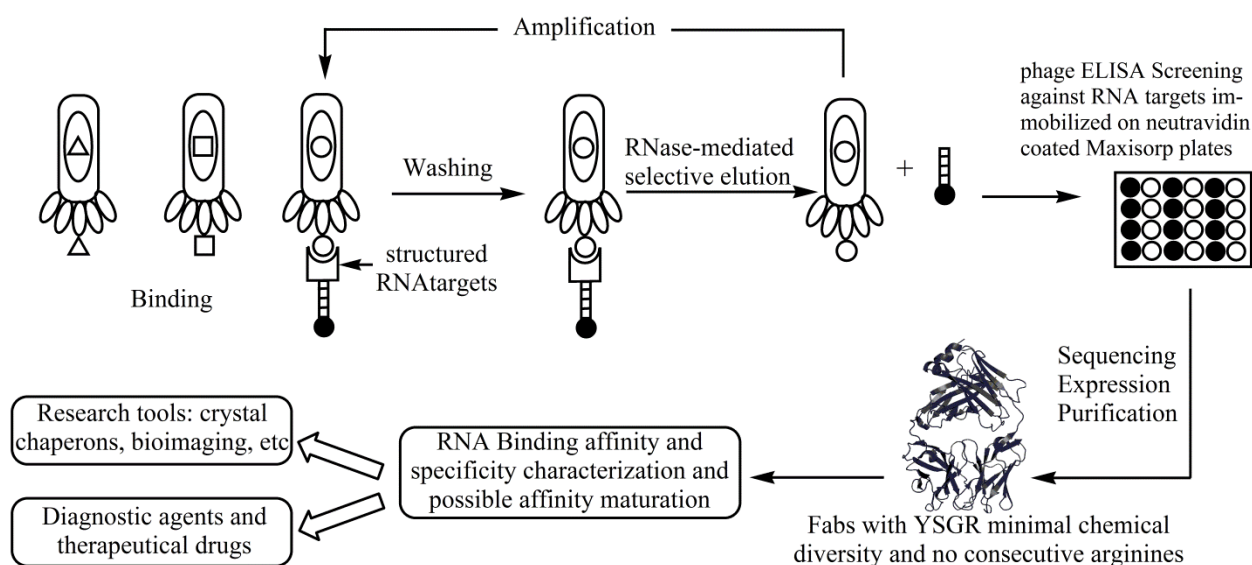 Amplification
phage ELISA Screening
against RNA targets im-
mobilized on neutravidin
coated Maxisorp plates
Washing
RNase-mediated
selective elution
+
structured
RNAtargets
Binding
Sequencing
Expression
Purification
Research tools: crystal
chaperons, bioimaging, etc
RNA Binding affinity and
specificity characterization and
possible affinity maturation
Diagnostic agents and
therapeutical drugs
Fabs with YSGR minimal chemical
diversity and no consecutive arginines